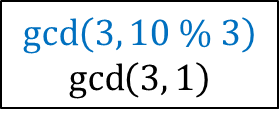 gcd(3, 10 % 3)
gcd(3, 1)